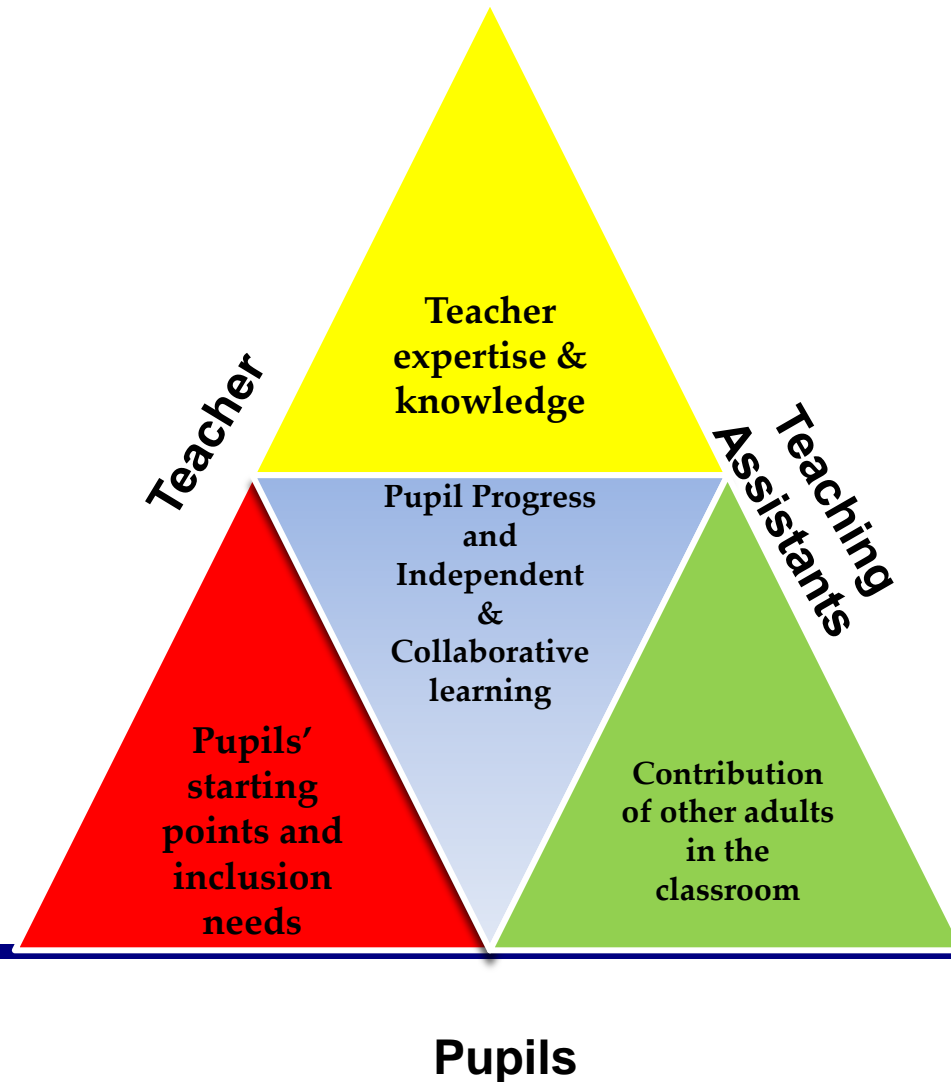 Teacher
expertise &
knowledge
Teacher
Teaching
Assistants
Pupil Progress
and
Independent
&
Collaborative
learning
Pupils’
starting
points and
inclusion
needs
Contribution
of other adults
in the
classroom
Pupils